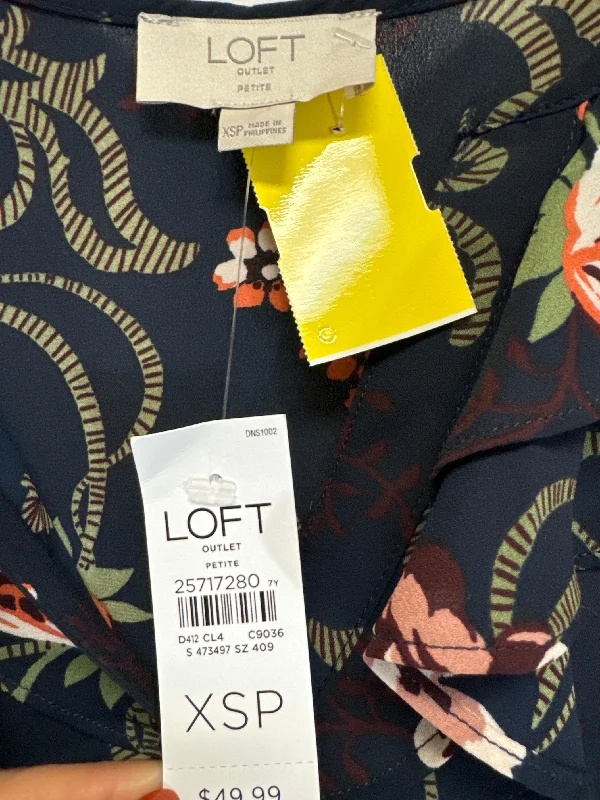 LOFT
OUTLET
PETITE
XSP MADE IN PHILIPPINES
DNS1002
LOFT
OUTLET
PETITE
25717280 7Y
D412 CL4 C9036
S 473497 SZ 409
XSP
$49.99